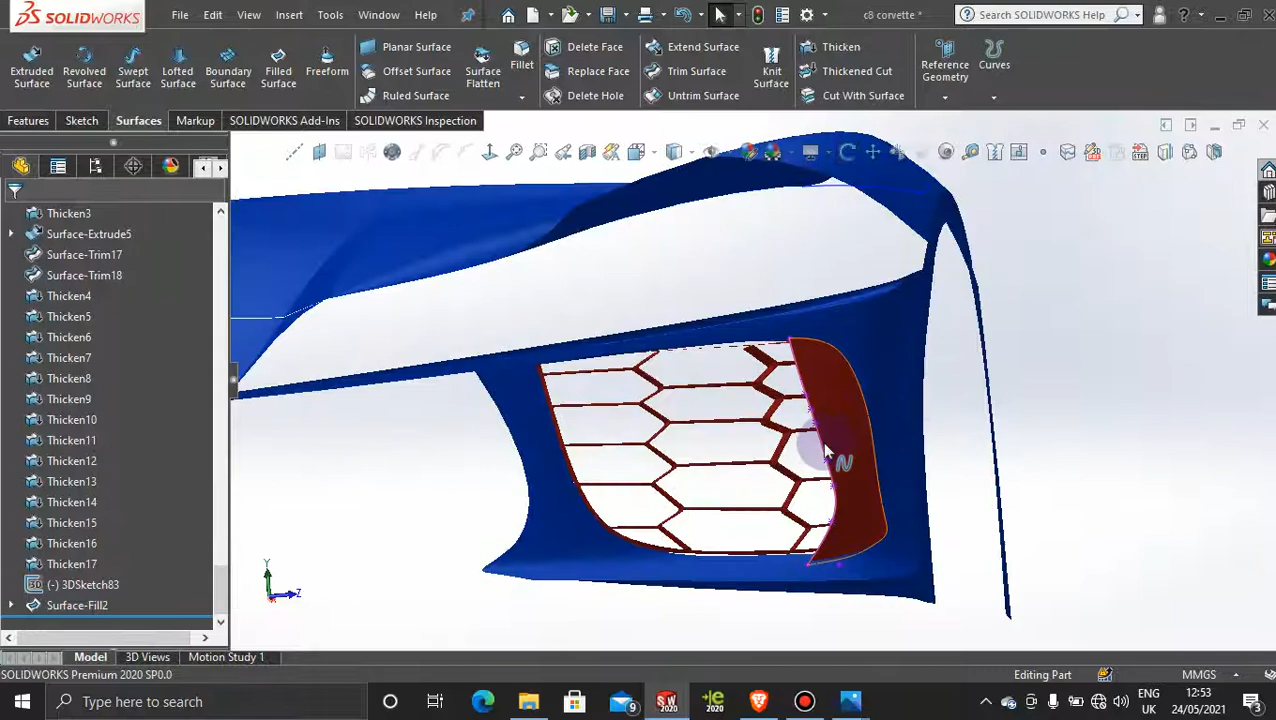 SOLIDWORKS
File Edit View Insert Tools Window Help
c8 corvette *
Search SOLIDWORKS Help
Extruded Surface
Revolved Surface
Swept Surface
Lofted Surface
Boundary Surface
Filled Surface
Freeform
Planar Surface
Offset Surface
Ruled Surface
Surface Flatten
Fillet
Delete Face
Replace Face
Delete Hole
Extend Surface
Trim Surface
Untrim Surface
Knit Surface
Thicken
Thickened Cut
Cut With Surface
Reference Geometry
Curves
Features Sketch Surfaces Markup SOLIDWORKS Add-Ins SOLIDWORKS Inspection
Thicken3
Surface-Extrude5
Surface-Trim17
Surface-Trim18
Thicken4
Thicken5
Thicken6
Thicken7
Thicken8
Thicken9
Thicken10
Thicken11
Thicken12
Thicken13
Thicken14
Thicken15
Thicken16
Thicken17
(-) 3DSketch83
Surface-Fill2
Y
Z
Model 3D Views Motion Study 1
SOLIDWORKS Premium 2020 SP0.0
Editing Part
MMGS
Type here to search
9
SW 2020
e 2020
ENG
UK
12:53
24/05/2021
3